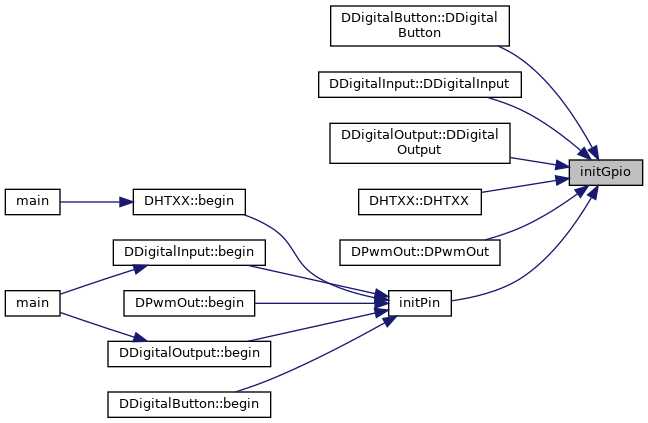 DDigitalButton::DDigital
Button
DDigitalInput::DDigitalInput
DDigitalOutput::DDigital
Output
initGpio
main
DHTXX::begin
DHTXX::DHTXX
DDigitalInput::begin
DPwmOut::DPwmOut
main
DPwmOut::begin
initPin
DDigitalOutput::begin
DDigitalButton::begin